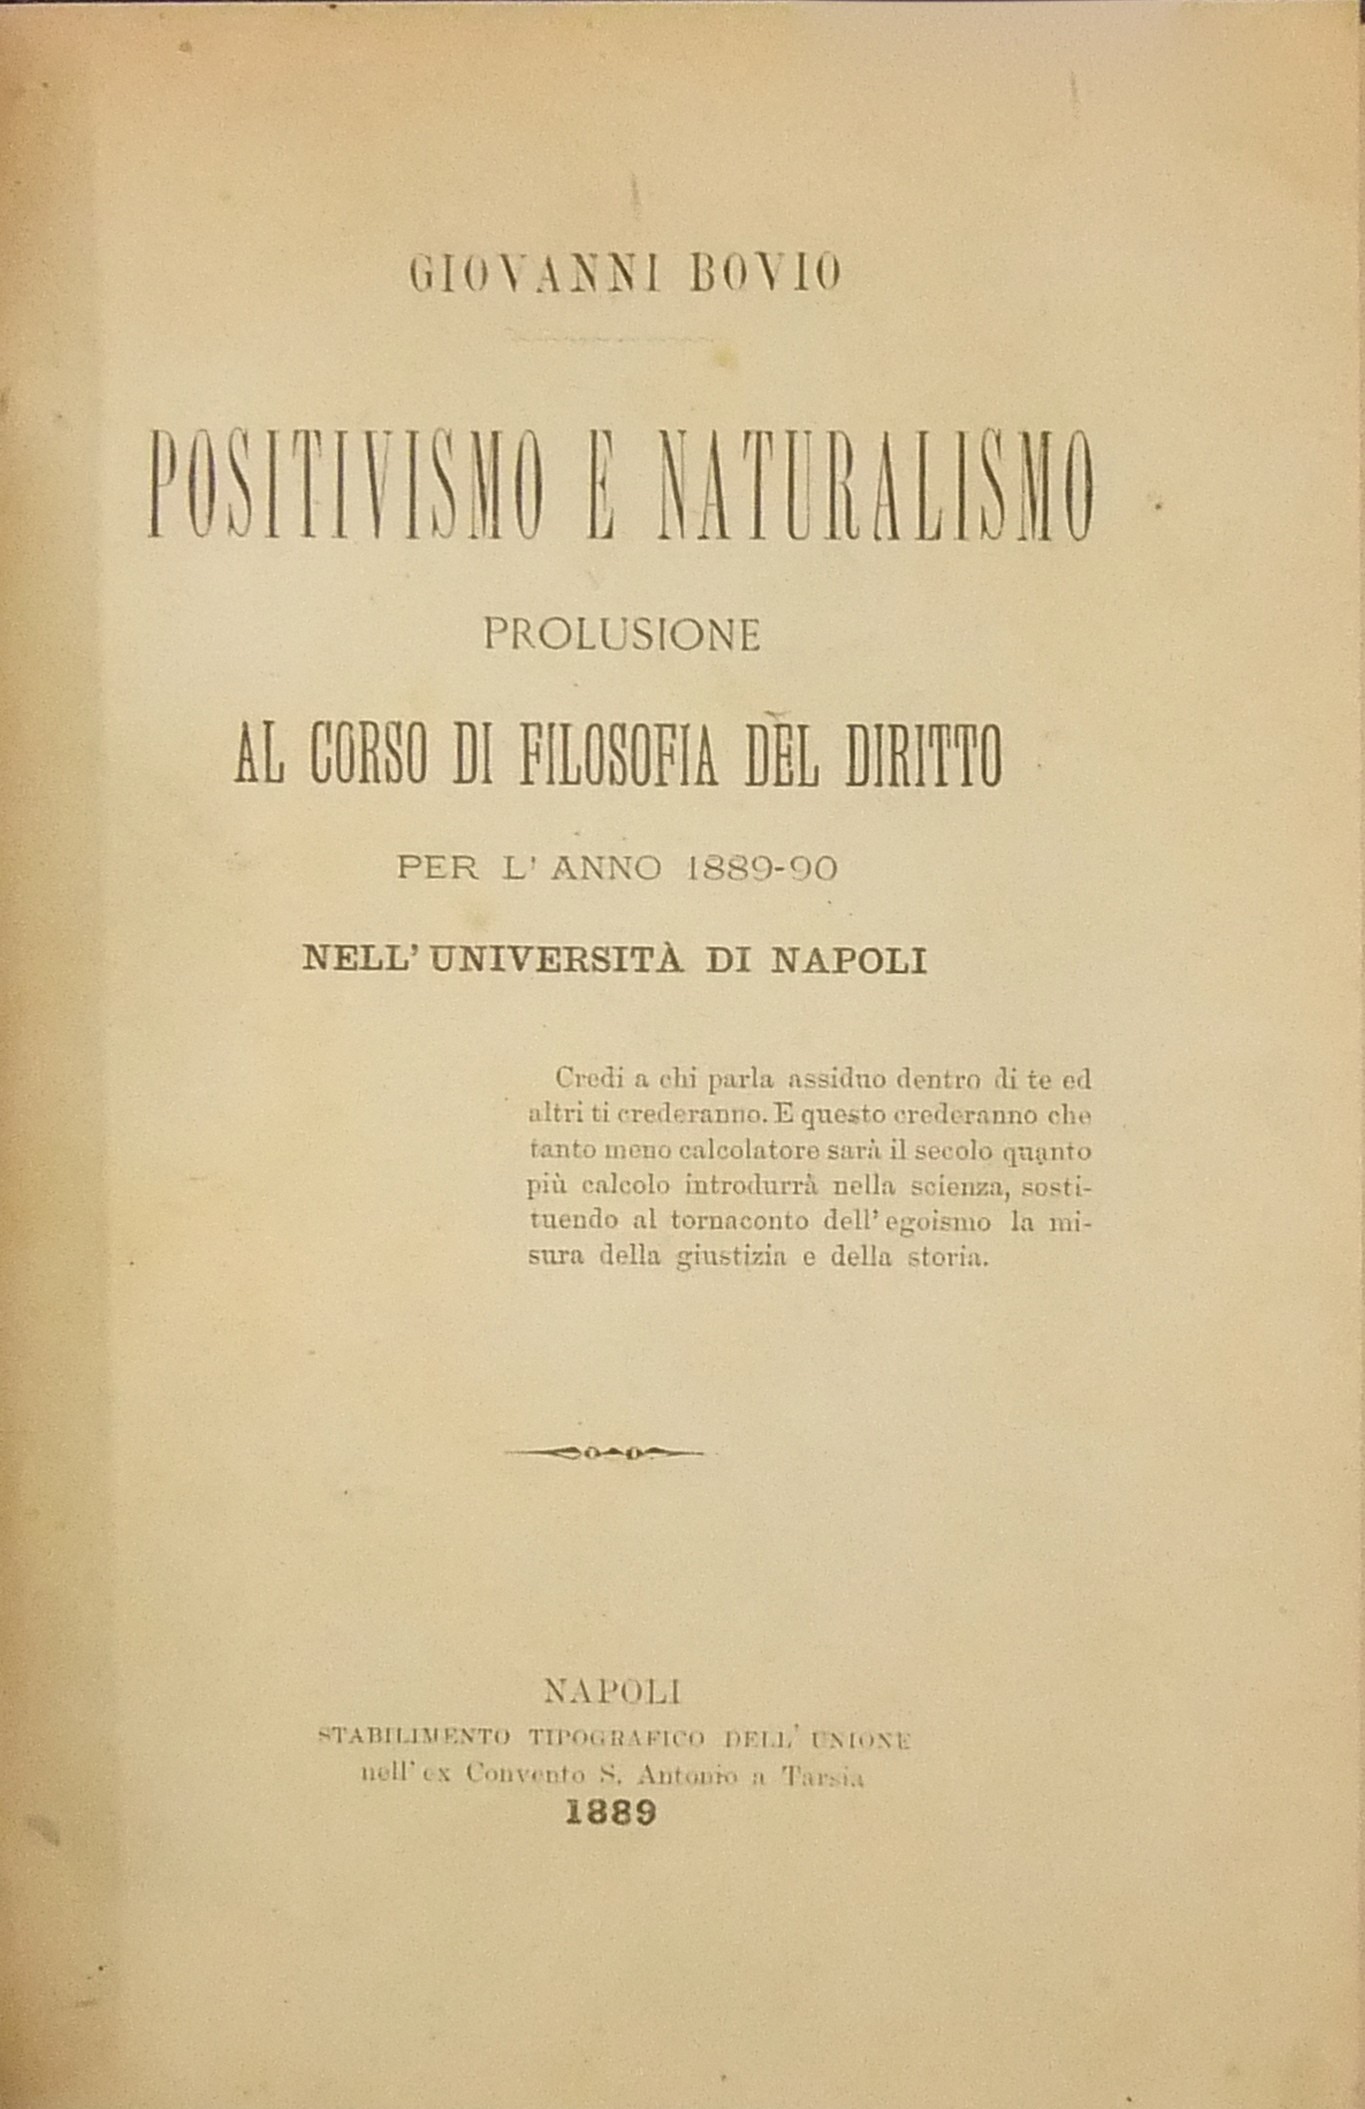 GIOVANNI BOVIO
POSITIVISMO E NATURALISMO
PROLUSIONE
AL CORSO DI FILOSOFIA DEL DIRITTO
PER L' ANNO 1889-90
NELL' UNIVERSITÀ DI NAPOLI
Credi a chi parla assiduo dentro di te ed
altri ti crederanno. E questo crederanno che
tanto meno calcolatore sarà il secolo quanto
più calcolo introdurrà nella scienza, sosti-
tuendo al tornaconto dell' egoismo la mi-
sura della giustizia e della storia.
NAPOLI
STABILIMENTO TIPOGRAFICO DELL' UNIONE
nell' ex Convento S. Antonio a Tarsia
1889